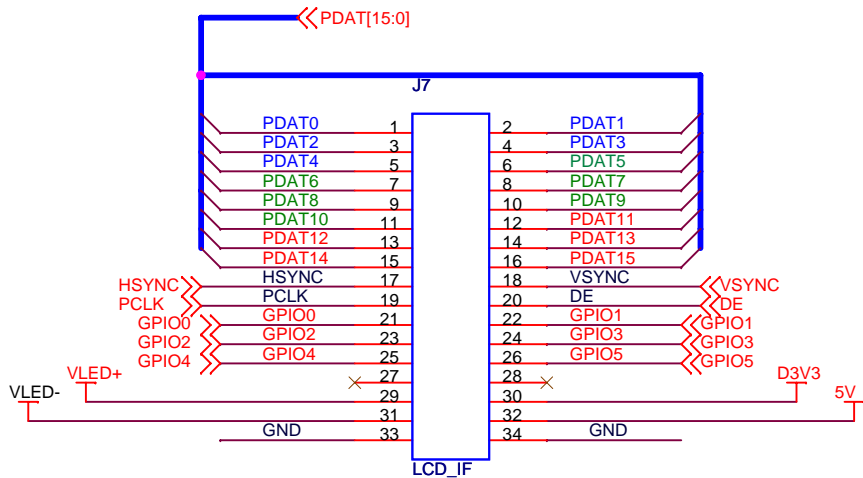 PDAT[15:0]
J7
PDAT0 1 2 PDAT1
PDAT2 3 4 PDAT3
PDAT4 5 6 PDAT5
PDAT6 7 8 PDAT7
PDAT8 9 10 PDAT9
PDAT10 11 12 PDAT11
PDAT12 13 14 PDAT13
PDAT14 15 16 PDAT15
HSYNC HSYNC 17 18 VSYNC VSYNC
PCLK PCLK 19 20 DE DE
GPIO0 GPIO0 21 22 GPIO1 GPIO1
GPIO2 GPIO2 23 24 GPIO3 GPIO3
GPIO4 GPIO4 25 26 GPIO5 GPIO5
VLED+ 27 28 D3V3
VLED- 29 30 5V
31 32
GND 33 34 GND
LCD_IF